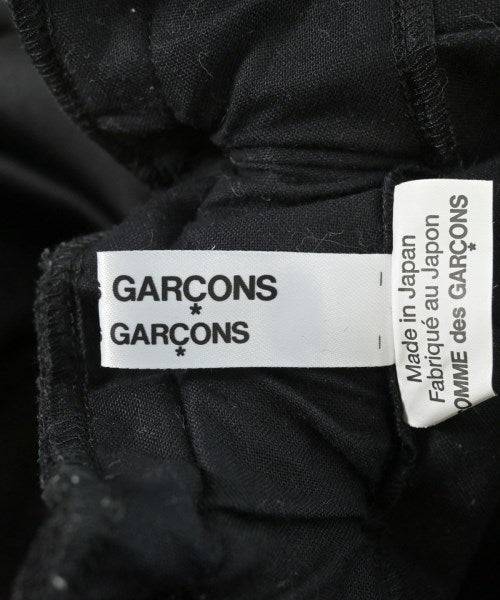 GARÇONS
*
GARÇONS
*
Made in Japan
Fabriqué au Japon
OMME des GARÇONS
*